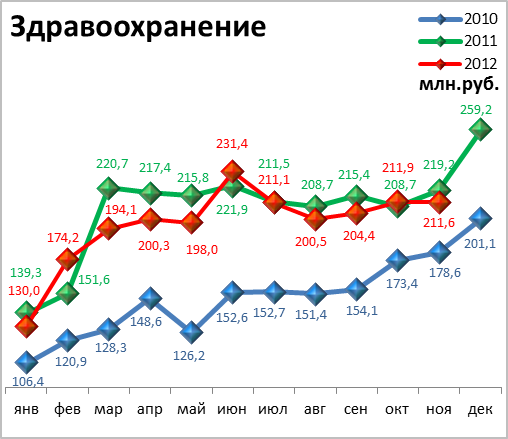 Здравоохранение
2010
2011
2012
млн.руб.
259,2
231,4
220,7 217,4 215,8 211,5 208,7 215,4 211,9 219,2
194,1 221,9 211,1 208,7
174,2 200,3 198,0 200,5 204,4 211,6
139,3 151,6 201,1
130,0 148,6 152,6 152,7 151,4 154,1 173,4 178,6
106,4 120,9 128,3 126,2
янв фев мар апр май июн июл авг сен окт ноя дек